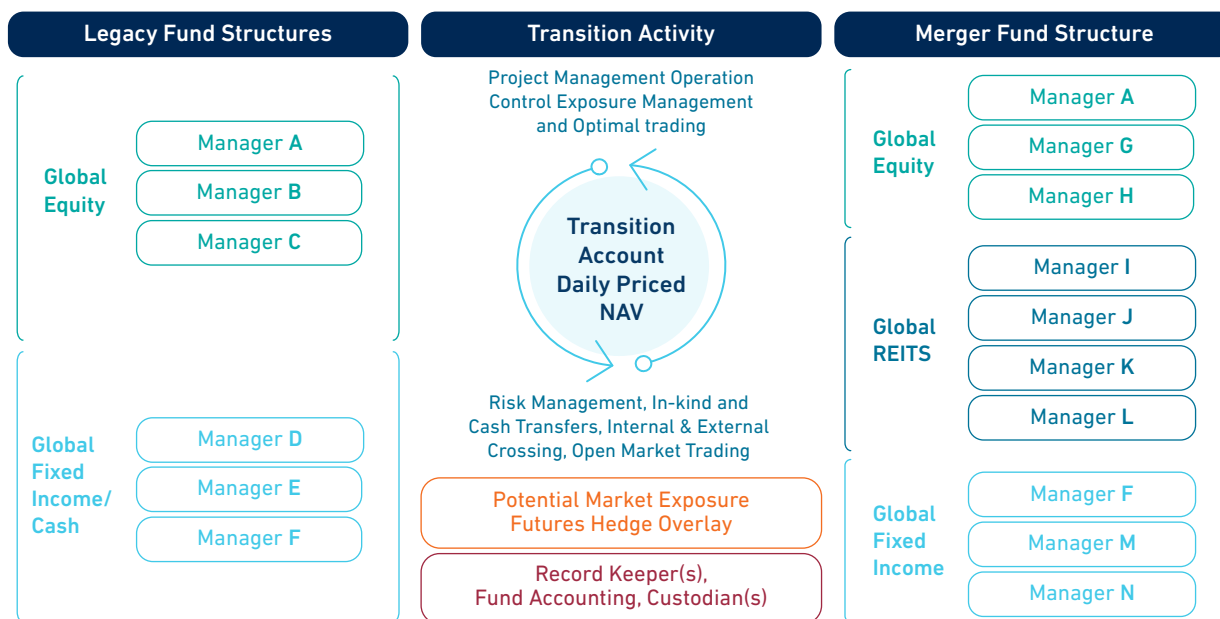 Legacy Fund Structures
Global
Equity
Manager A
Manager B
Manager C
Global
Fixed
Income/
Cash
Manager D
Manager E
Manager F
Transition Activity
Project Management Operation
Control Exposure Management
and Optimal trading
Transition
Account
Daily Priced
NAV
Risk Management, In-kind and
Cash Transfers, Internal & External
Crossing, Open Market Trading
Potential Market Exposure
Futures Hedge Overlay
Record Keeper(s),
Fund Accounting, Custodian(s)
Merger Fund Structure
Global
Equity
Manager A
Manager G
Manager H
Global
REITS
Manager I
Manager J
Manager K
Manager L
Global
Fixed
Income
Manager F
Manager M
Manager N